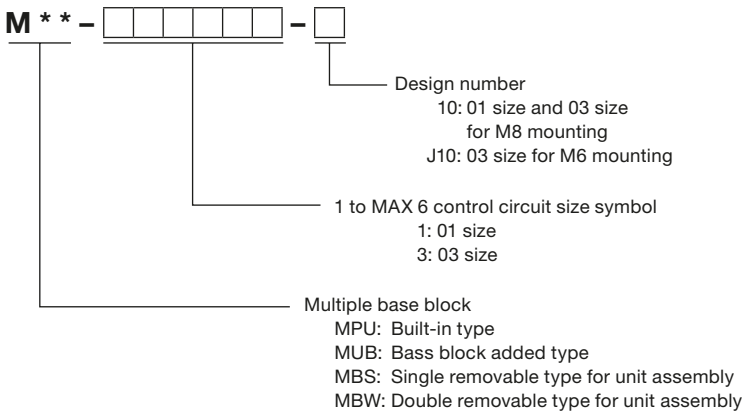 M * * – □□□□□□ – □
Design number
10: 01 size and 03 size
for M8 mounting
J10: 03 size for M6 mounting
1 to MAX 6 control circuit size symbol
1: 01 size
3: 03 size
Multiple base block
MPU: Built-in type
MUB: Bass block added type
MBS: Single removable type for unit assembly
MBW: Double removable type for unit assembly